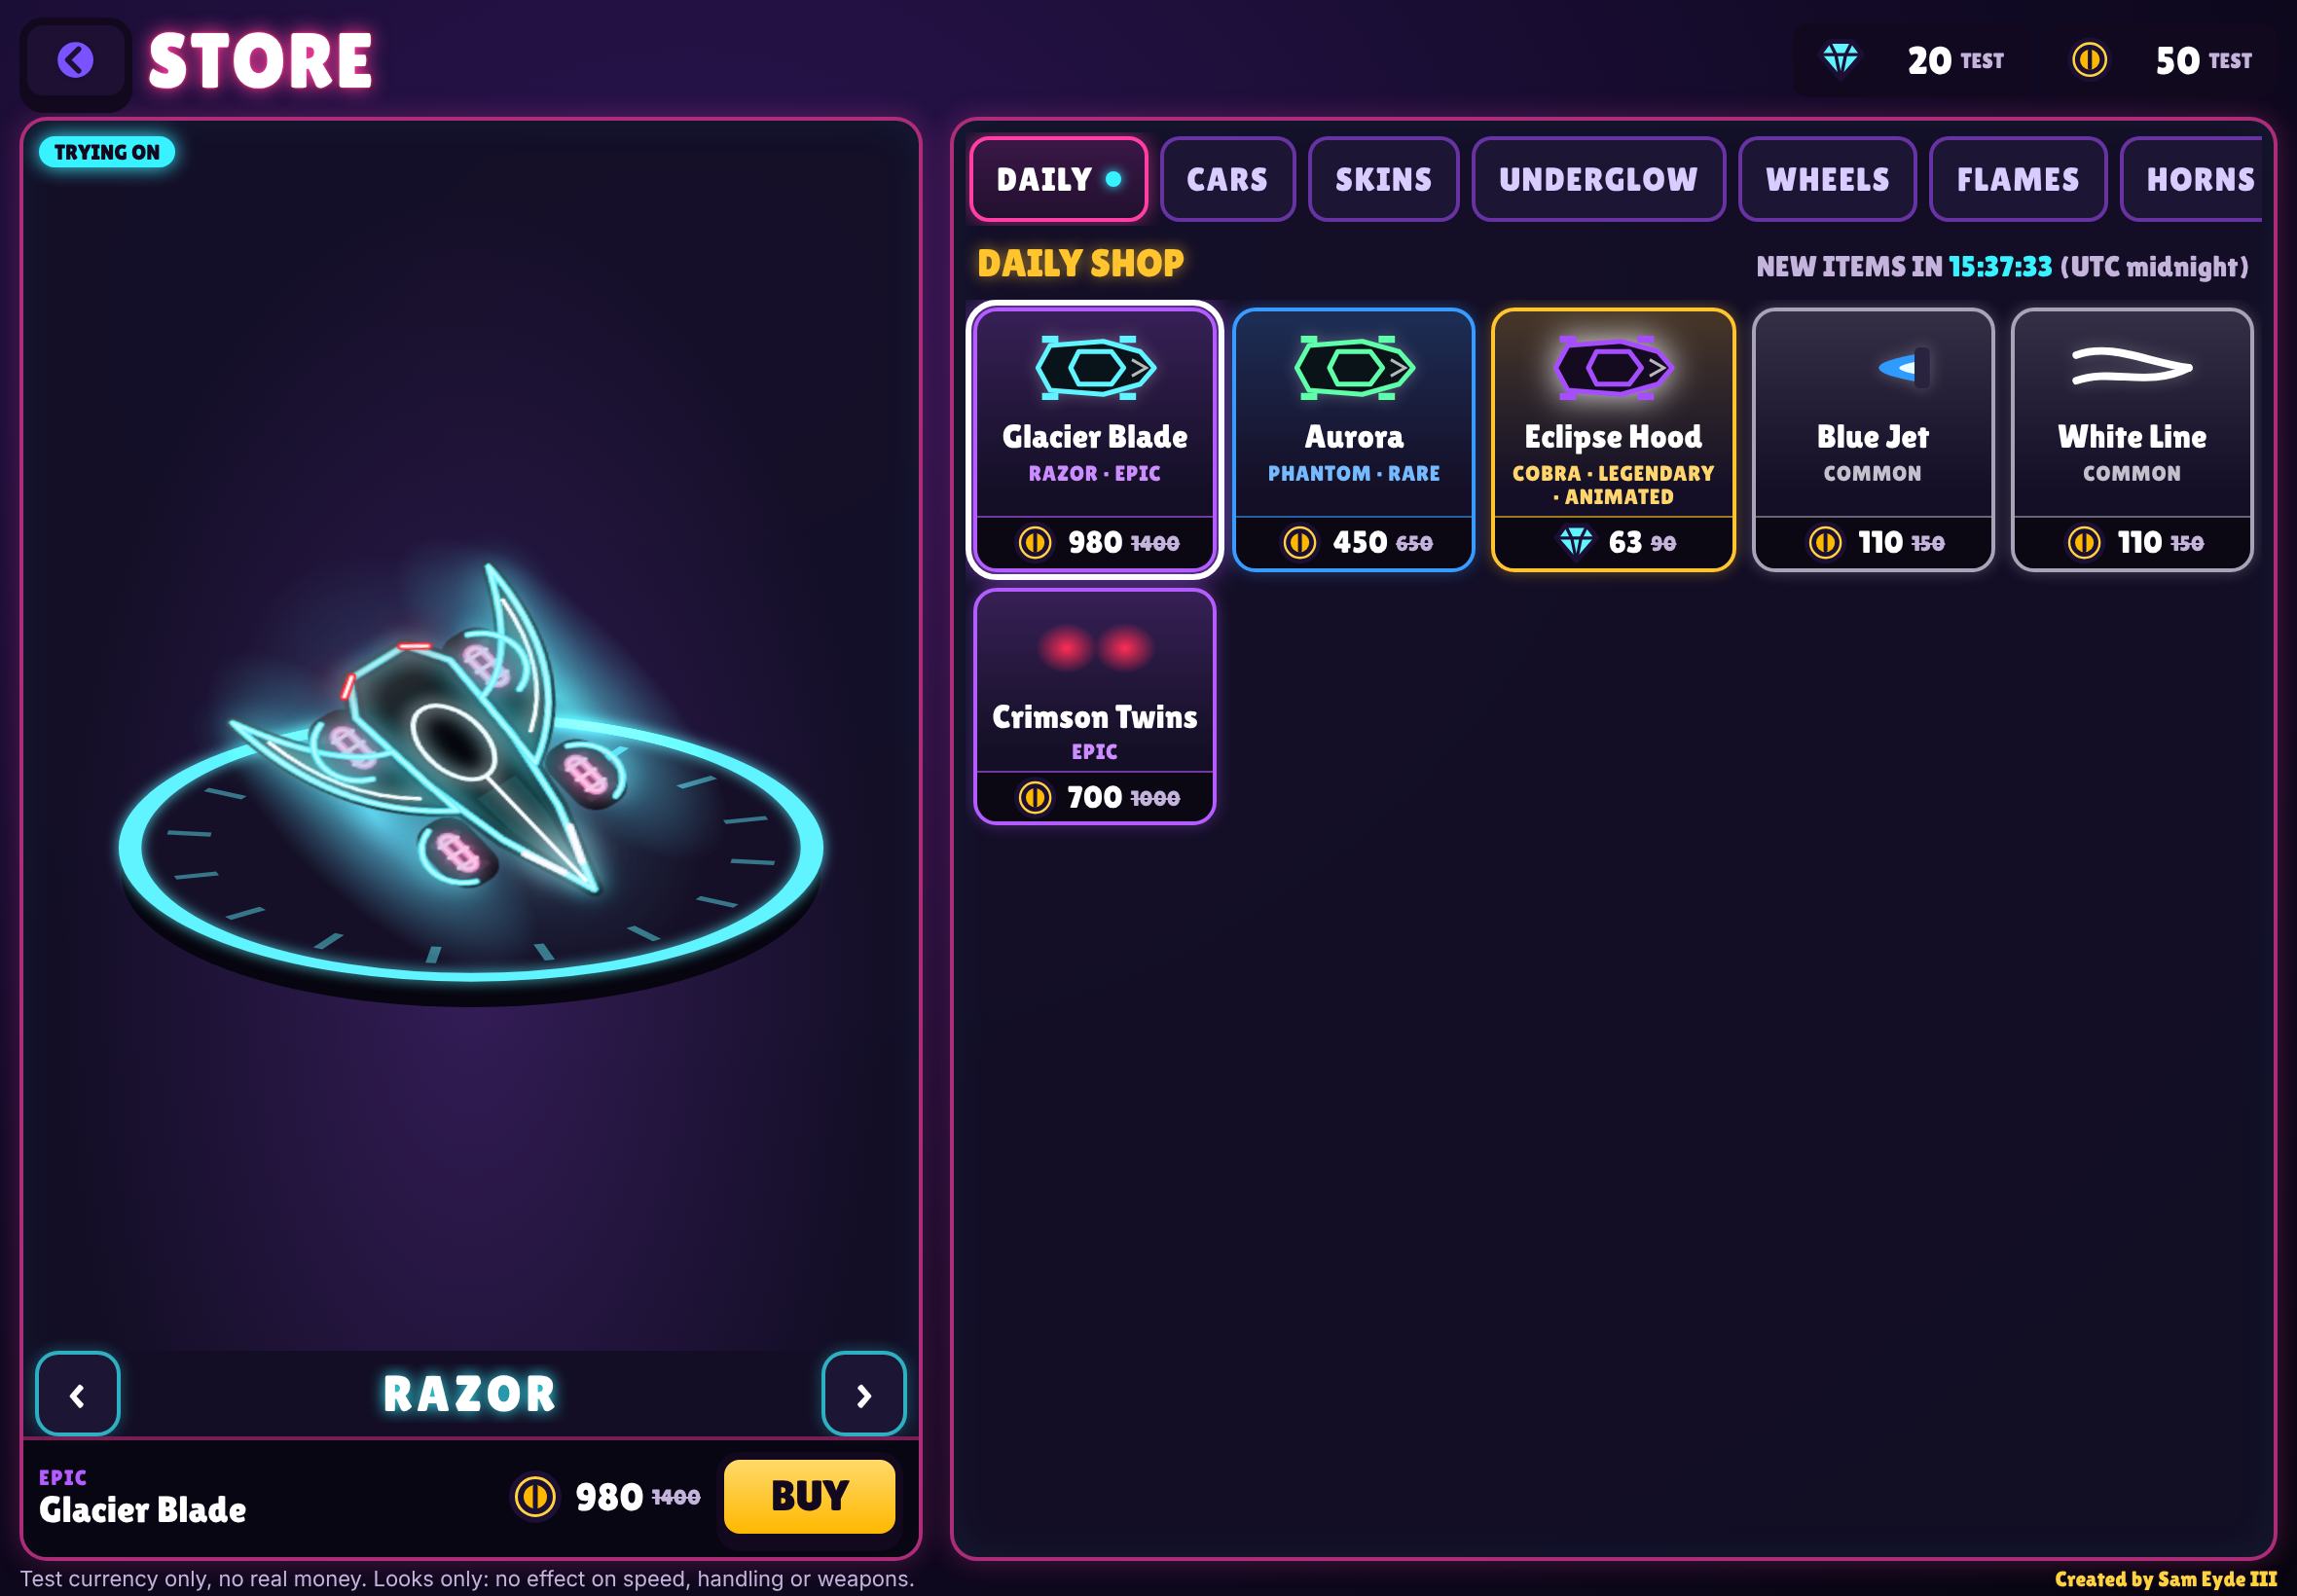 STORE
20 TEST
50 TEST
TRYING ON
RAZOR
EPIC
Glacier Blade
980 1400
BUY
DAILY
CARS
SKINS
UNDERGLOW
WHEELS
FLAMES
HORNS
DAILY SHOP
NEW ITEMS IN 15:37:33 (UTC midnight)
Glacier Blade
RAZOR · EPIC
980 1400
Aurora
PHANTOM · RARE
450 650
Eclipse Hood
COBRA · LEGENDARY
· ANIMATED
63 90
Blue Jet
COMMON
110 150
White Line
COMMON
110 150
Crimson Twins
EPIC
700 1000
Test currency only, no real money. Looks only: no effect on speed, handling or weapons.
Created by Sam Eyde III